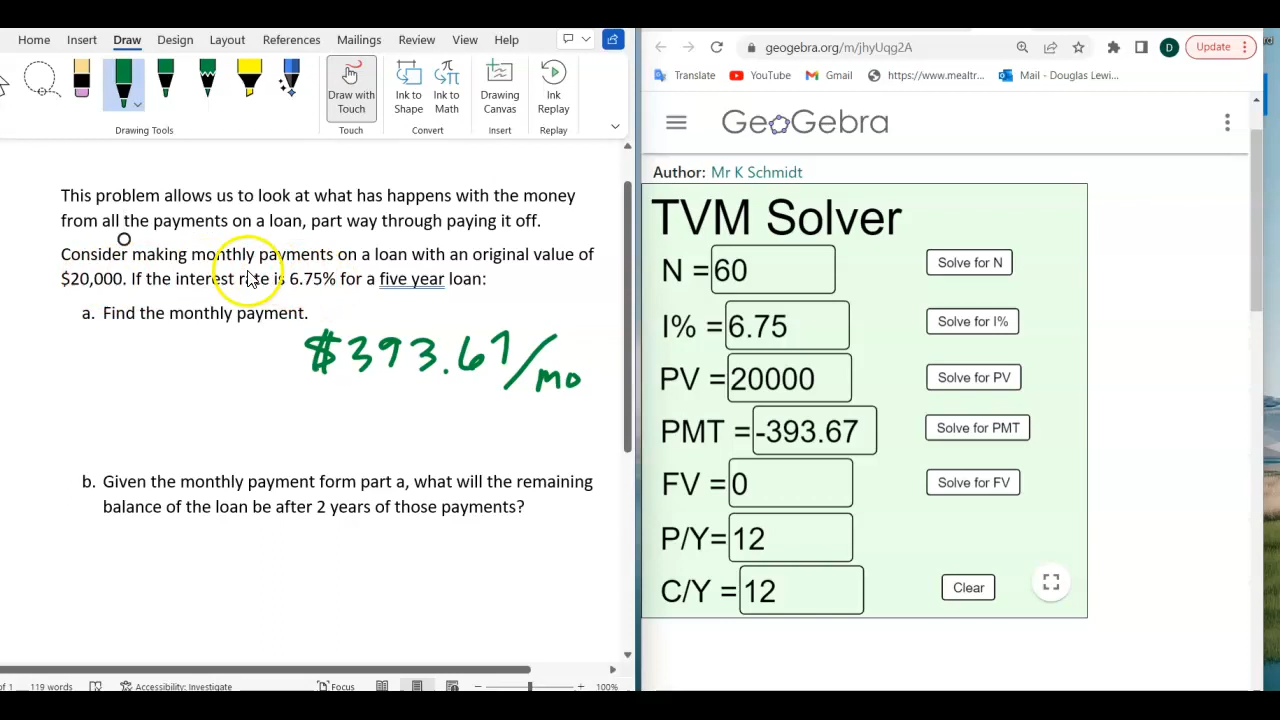 Home Insert Draw Design Layout References Mailings Review View Help
Draw with Touch
Ink to Shape
Ink to Math
Drawing Canvas
Ink Replay
Drawing Tools Touch Convert Insert Replay
This problem allows us to look at what has happens with the money
from all the payments on a loan, part way through paying it off.
Consider making monthly payments on a loan with an original value of
$20,000. If the interest rate is 6.75% for a five year loan:
a. Find the monthly payment.
$393.67/mo
b. Given the monthly payment form part a, what will the remaining
balance of the loan be after 2 years of those payments?
of 1 119 words Accessibility: Investigate Focus 100%
geogebra.org/m/jhyUqg2A D Update
Translate YouTube Gmail https://www.mealtr... Mail - Douglas Lewi...
GeoGebra
Author: Mr K Schmidt
TVM Solver
N = 60 Solve for N
I% = 6.75 Solve for I%
PV = 20000 Solve for PV
PMT = -393.67 Solve for PMT
FV = 0 Solve for FV
P/Y= 12
C/Y = 12 Clear